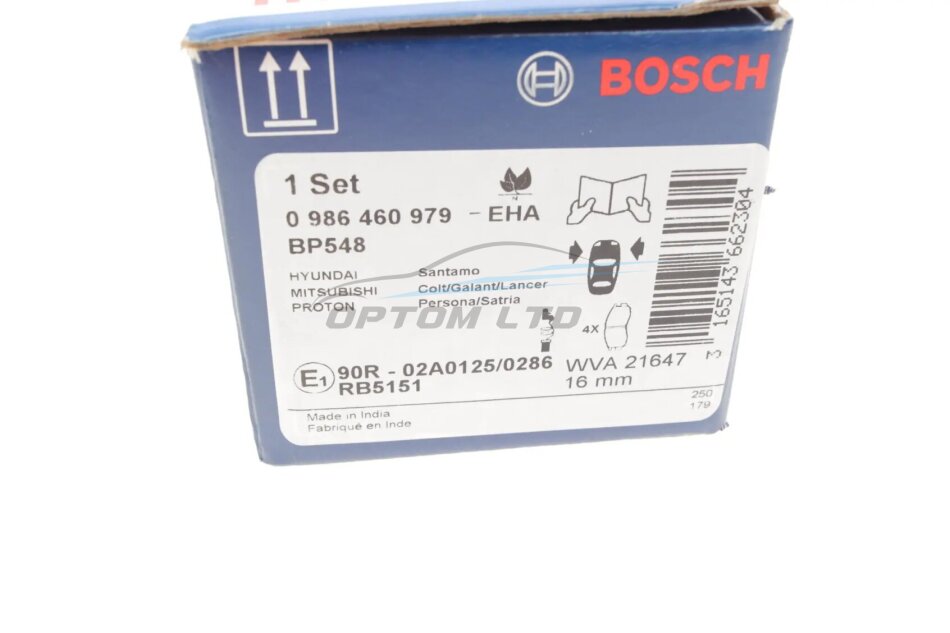 BOSCH
1 Set
0 986 460 979 - EHA
BP548
HYUNDAI Santamo
MITSUBISHI Colt/Galant/Lancer
PROTON Persona/Satria
OPTOM LTD
4X
E1 90R - 02A0125/0286 WVA 21647
RB5151 16 mm
Made in India 250
Fabriqué en Inde 179
3 165143 662304